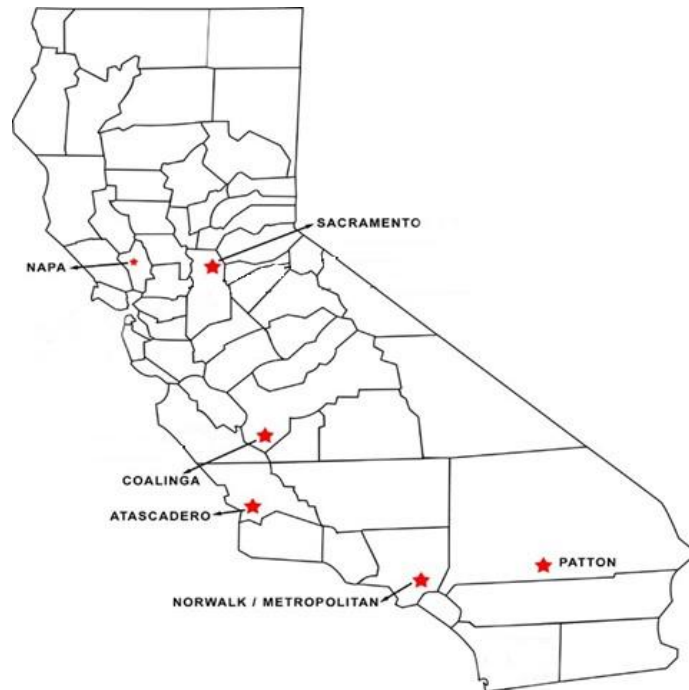 SACRAMENTO
NAPA
COALINGA
ATASCADERO
PATTON
NORWALK / METROPOLITAN